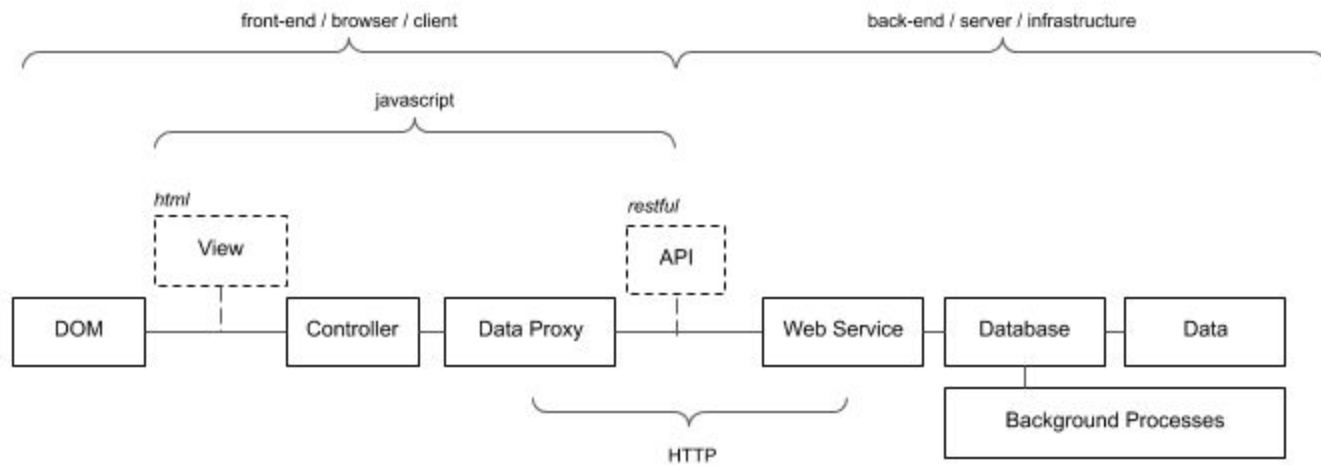 front-end / browser / client
back-end / server / infrastructure
javascript
html
View
restful
API
DOM
Controller
Data Proxy
Web Service
Database
Data
Background Processes
HTTP